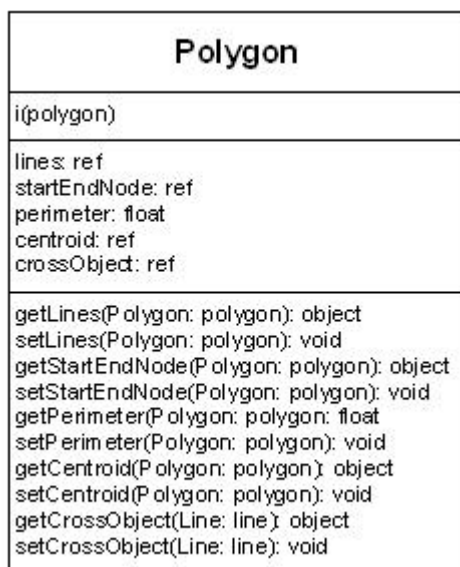 Polygon
i(polygon)
lines: ref
startEndNode: ref
perimeter: float
centroid: ref
crossObject: ref
getLines(Polygon: polygon): object
setLines(Polygon: polygon): void
getStartEndNode(Polygon: polygon): object
setStartEndNode(Polygon: polygon): void
getPerimeter(Polygon: polygon: float
setPerimeter(Polygon: polygon): void
getCentroid(Polygon: polygon): object
setCentroid(Polygon: polygon): void
getCrossObject(Line: line): object
setCrossObject(Line: line): void